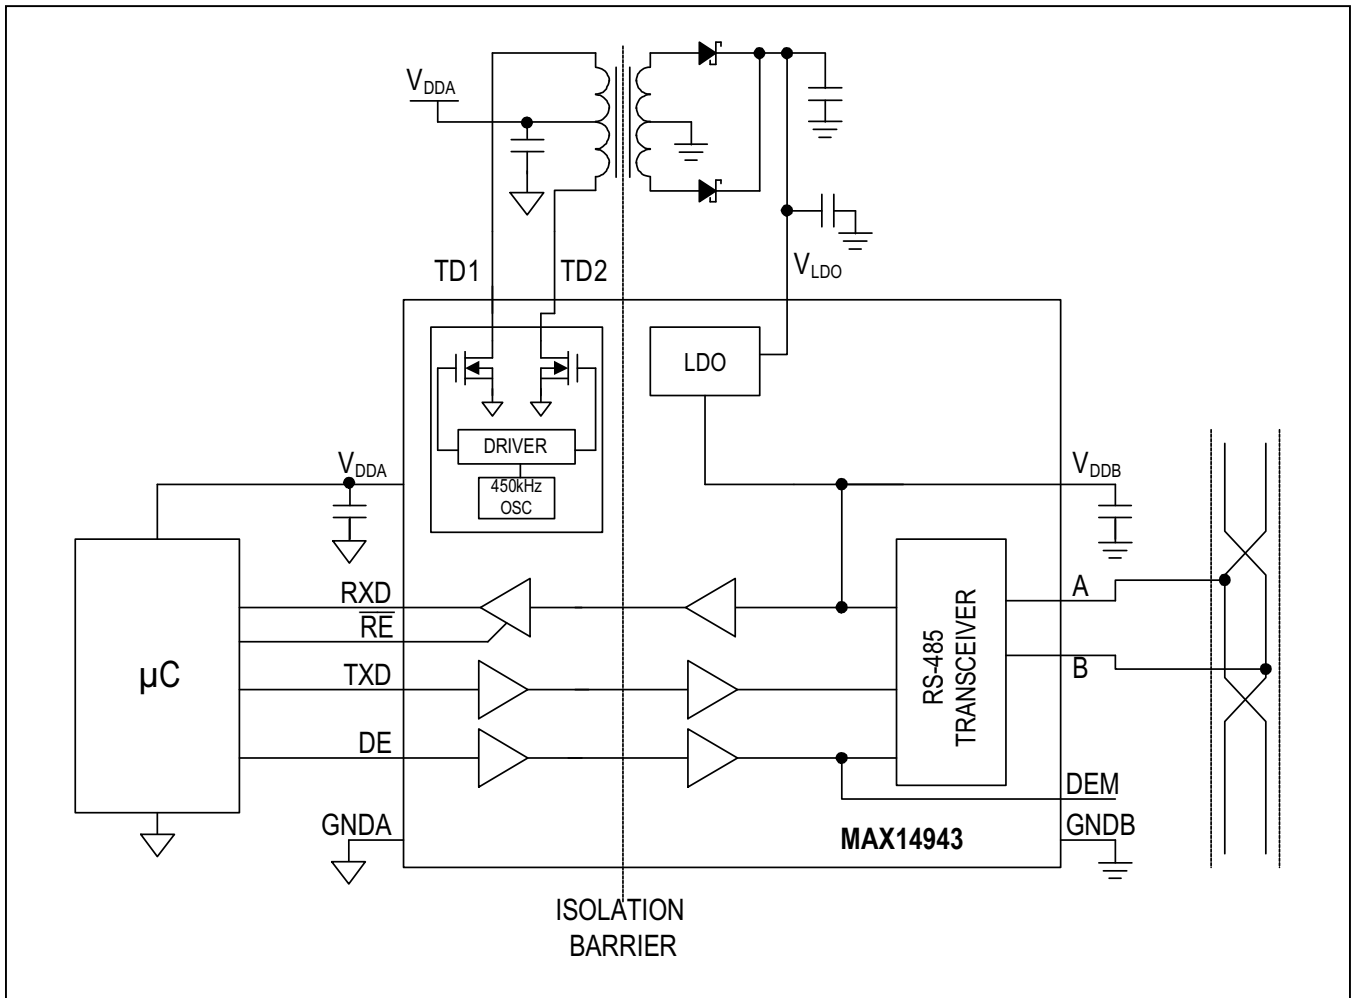 VDDA
TD1
TD2
VLDO
LDO
DRIVER
450kHz
OSC
VDDA
VDDB
µC
RXD
RE
TXD
DE
GNDA
RS-485
TRANSCEIVER
A
B
DEM
GNDB
MAX14943
ISOLATION
BARRIER